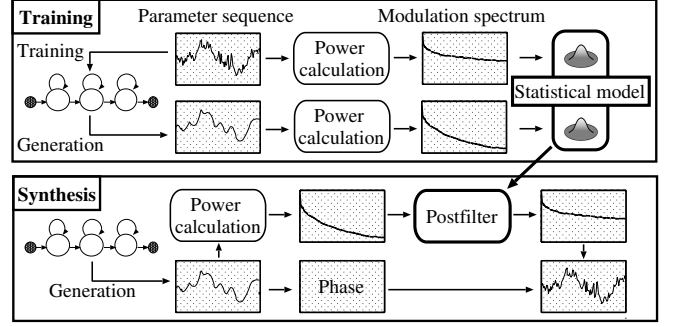 Training
Parameter sequence
Modulation spectrum
Training
Power
calculation
Statistical model
Generation
Power
calculation
Synthesis
Power
calculation
Postfilter
Generation
Phase